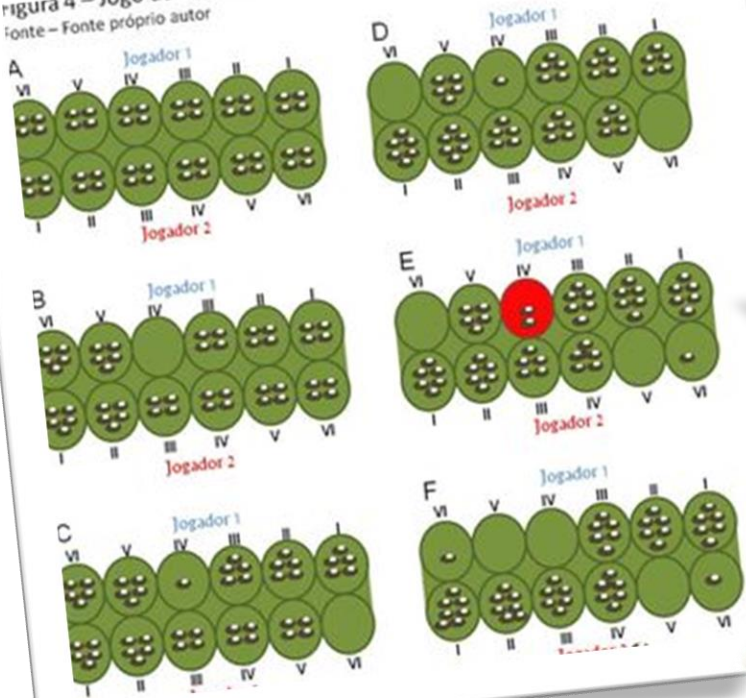 Figura 4 – Jogo
Fonte – Fonte próprio autor
A
Jogador 1
VI V IV III II I
I II III IV V VI
Jogador 2
B
Jogador 1
VI V IV III II I
I II III IV V VI
Jogador 2
C
Jogador 1
VI V IV III II I
I II III IV V VI
D
Jogador 1
VI V IV III II I
I II III IV V VI
Jogador 2
E
Jogador 1
VI V IV III II I
I II III IV V VI
Jogador 2
F
Jogador 1
VI V IV III II I
I II III IV V VI